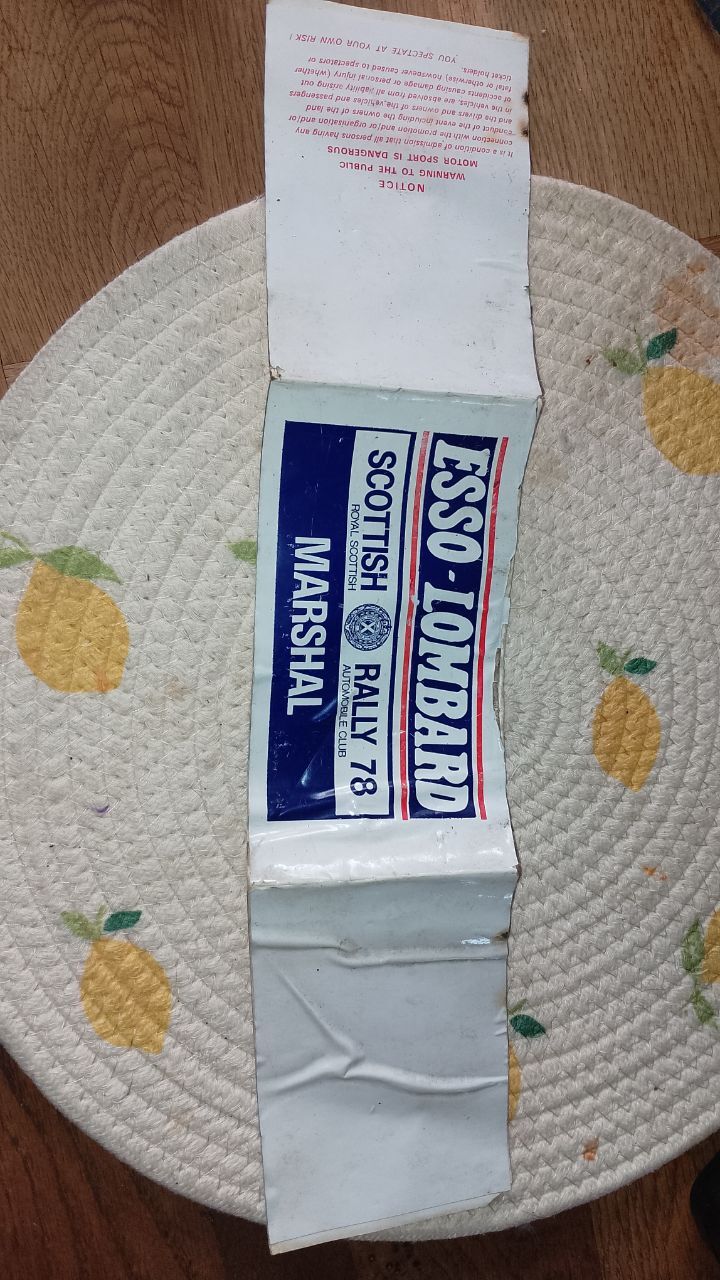 NOTICE
WARNING TO THE PUBLIC
MOTOR SPORT IS DANGEROUS
It is a condition of admission that all persons having any
connection with the promotion and/or organisation and/or
conduct of the event including the owners of the land
and the drivers and owners of the vehicles and passengers
in the vehicles, are absolved from all liability arising out
of accidents causing damage or personal injury (whether
fatal or otherwise) howsoever caused to spectators or
ticket holders.
YOU SPECTATE AT YOUR OWN RISK!
ESSO-LOMBARD
SCOTTISH RALLY 78
ROYAL SCOTTISH AUTOMOBILE CLUB
MARSHAL